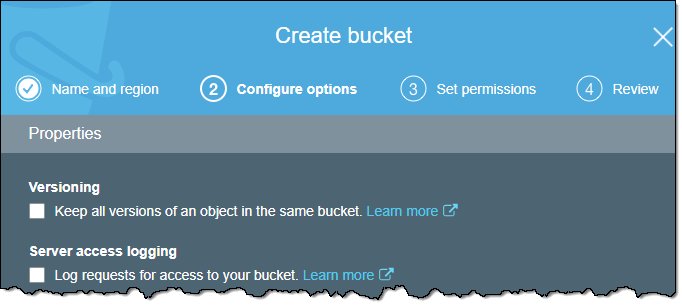 Create bucket
Name and region 2 Configure options 3 Set permissions 4 Review
Properties
Versioning
Keep all versions of an object in the same bucket. Learn more
Server access logging
Log requests for access to your bucket. Learn more